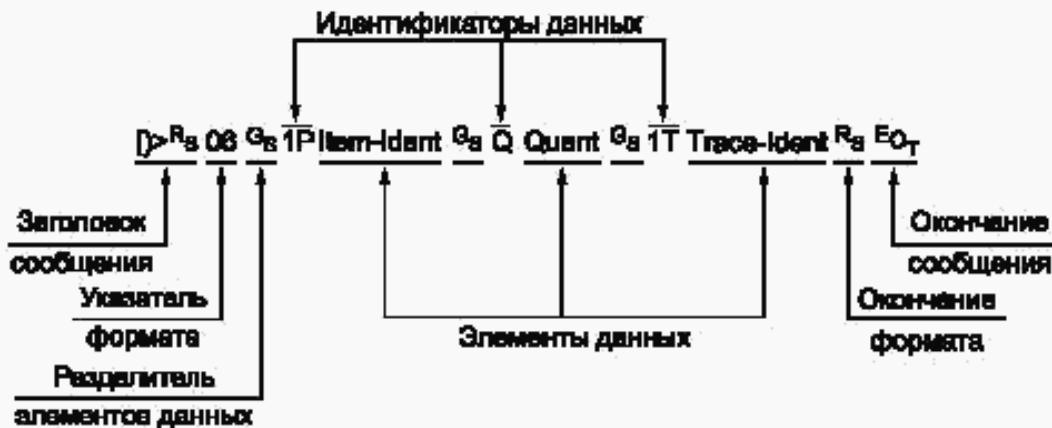 Идентификаторы данных
[)>RS 06 GS 1P Item-Ident GS Q Quant GS 1T Trace-Ident RS EOT
Заголовок
сообщения
Указатель
формата
Разделитель
элементов данных
Элементы данных
Окончание
сообщения
Окончание
формата